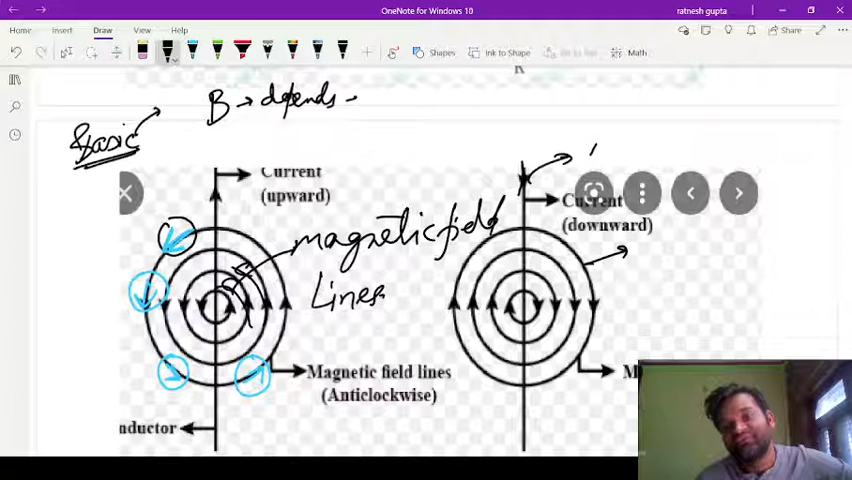 OneNote for Windows 10
ratnesh gupta
Home Insert Draw View Help
Share
Shapes Ink to Shape Math
B → depends -
Basic
Current
(upward)
Current
(downward)
magnetic field
Lines
Magnetic field lines
(Anticlockwise)
M
nductor